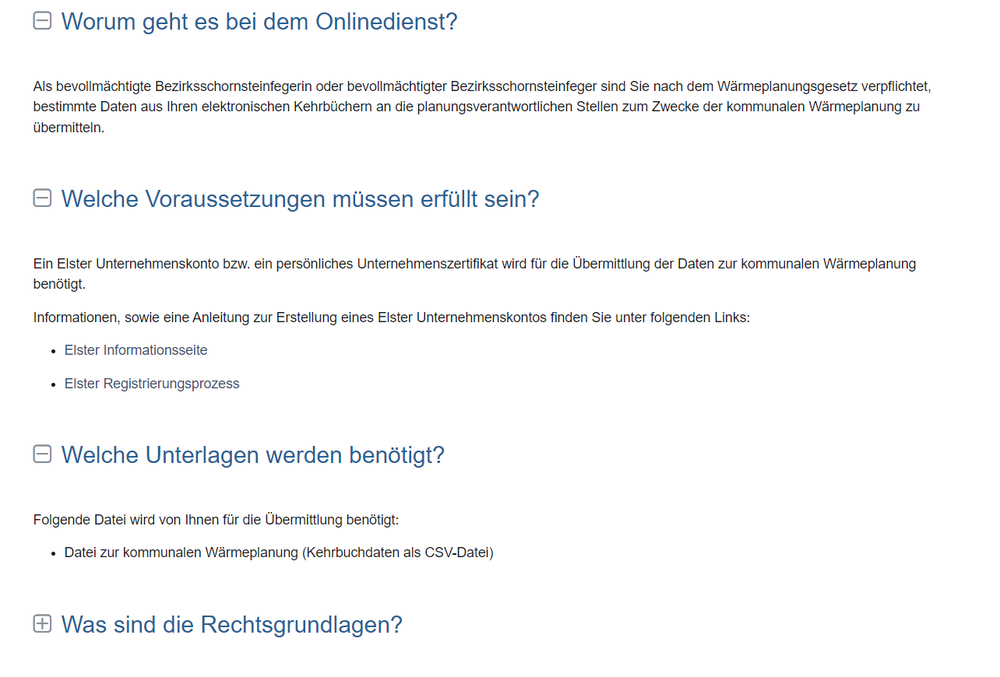 Worum geht es bei dem Onlinedienst?
Als bevollmächtigte Bezirksschornsteinfegerin oder bevollmächtigter Bezirksschornsteinfeger sind Sie nach dem Wärmeplanungsgesetz verpflichtet,
bestimmte Daten aus Ihren elektronischen Kehrbüchern an die planungsverantwortlichen Stellen zum Zwecke der kommunalen Wärmeplanung zu
übermitteln.
Welche Voraussetzungen müssen erfüllt sein?
Ein Elster Unternehmenskonto bzw. ein persönliches Unternehmenszertifikat wird für die Übermittlung der Daten zur kommunalen Wärmeplanung
benötigt.
Informationen, sowie eine Anleitung zur Erstellung eines Elster Unternehmenskontos finden Sie unter folgenden Links:
• Elster Informationsseite
• Elster Registrierungsprozess
Welche Unterlagen werden benötigt?
Folgende Datei wird von Ihnen für die Übermittlung benötigt:
• Datei zur kommunalen Wärmeplanung (Kehrbuchdaten als CSV-Datei)
Was sind die Rechtsgrundlagen?